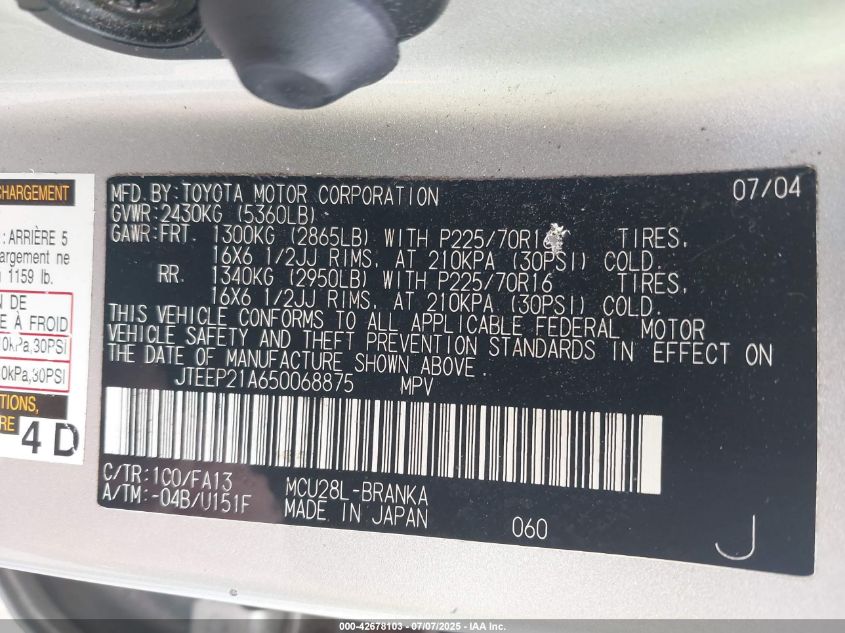 CHARGEMENT
: ARRIÈRE 5
argement ne
1159 lb.
N DE
E À FROID
0kPa,30PSI
0kPa,30PSI
TIONS,
RE
4 D
MFD.BY:TOYOTA MOTOR CORPORATION 07/04
GVWR:2430KG (5360LB)
GAWR:FRT. 1300KG (2865LB) WITH P225/70R16 TIRES,
16X6 1/2JJ RIMS, AT 210KPA (30PSI) COLD.
RR. 1340KG (2950LB) WITH P225/70R16 TIRES,
16X6 1/2JJ RIMS, AT 210KPA (30PSI) COLD.
THIS VEHICLE CONFORMS TO ALL APPLICABLE FEDERAL MOTOR
VEHICLE SAFETY AND THEFT PREVENTION STANDARDS IN EFFECT ON
THE DATE OF MANUFACTURE SHOWN ABOVE.
JTEEP21A650068875 MPV
C/TR:1C0/FA13 MCU28L-BRANKA
A/TM:-04B/U151F MADE IN JAPAN 060
J
000-42678103 - 07/07/2025 - IAA Inc.